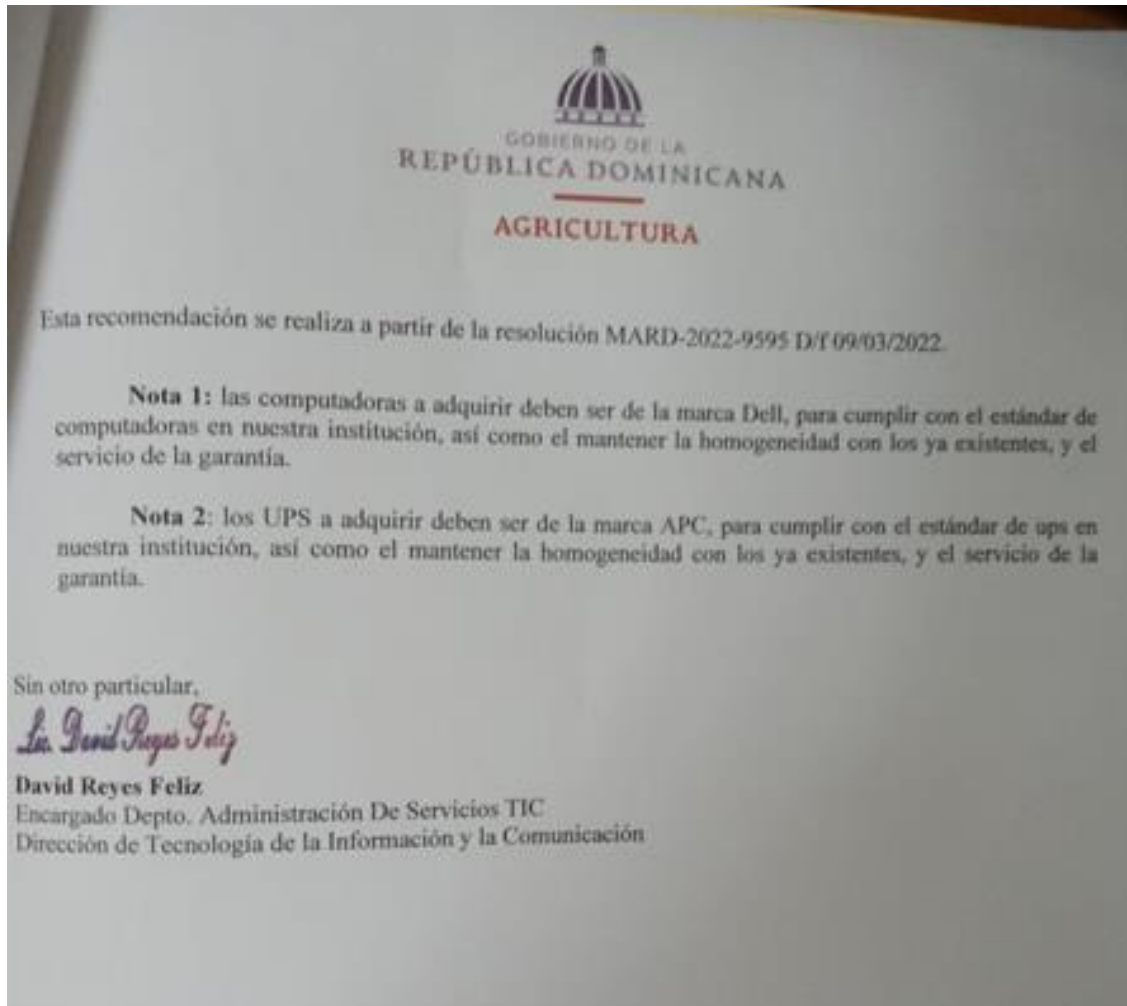 GOBIERNO DE LA
REPÚBLICA DOMINICANA
AGRICULTURA
Esta recomendación se realiza a partir de la resolución MARD-2022-9595 D/f 09/03/2022.
Nota 1: las computadoras a adquirir deben ser de la marca Dell, para cumplir con el estándar de
computadoras en nuestra institución, así como el mantener la homogeneidad con los ya existentes, y el
servicio de la garantía.
Nota 2: los UPS a adquirir deben ser de la marca APC, para cumplir con el estándar de ups en
nuestra institución, así como el mantener la homogeneidad con los ya existentes, y el servicio de la
garantía.
Sin otro particular,
Lic. David Reyes Feliz
David Reyes Feliz
Encargado Depto. Administración De Servicios TIC
Dirección de Tecnología de la Información y la Comunicación